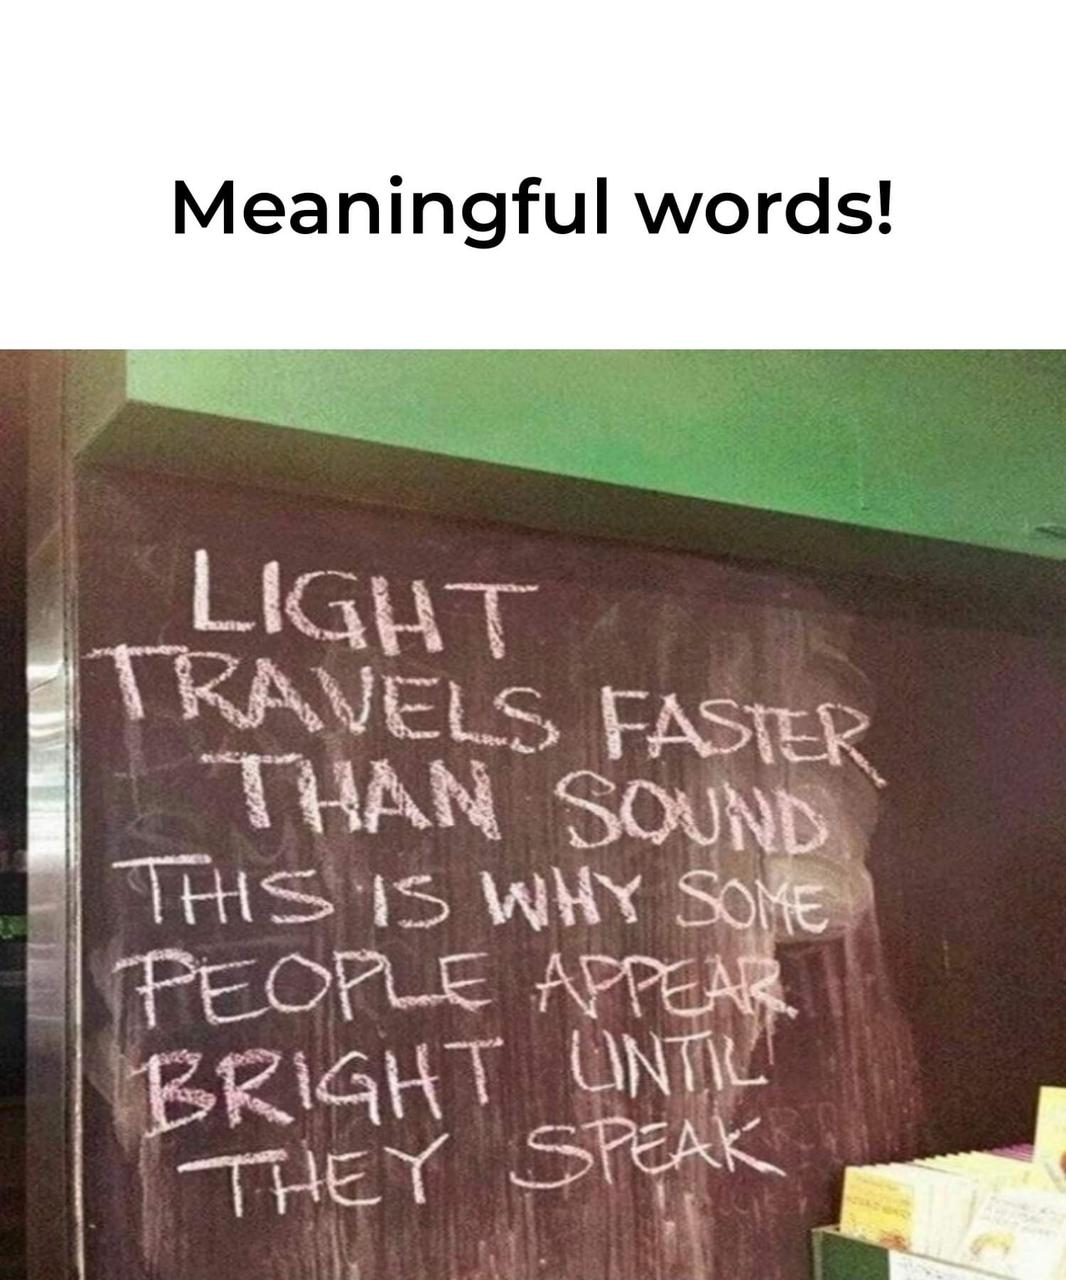 Meaningful words!
LIGHT
TRAVELS FASTER
THAN SOUND
THIS IS WHY SOME
PEOPLE APPEAR
BRIGHT UNTIL
THEY SPEAK